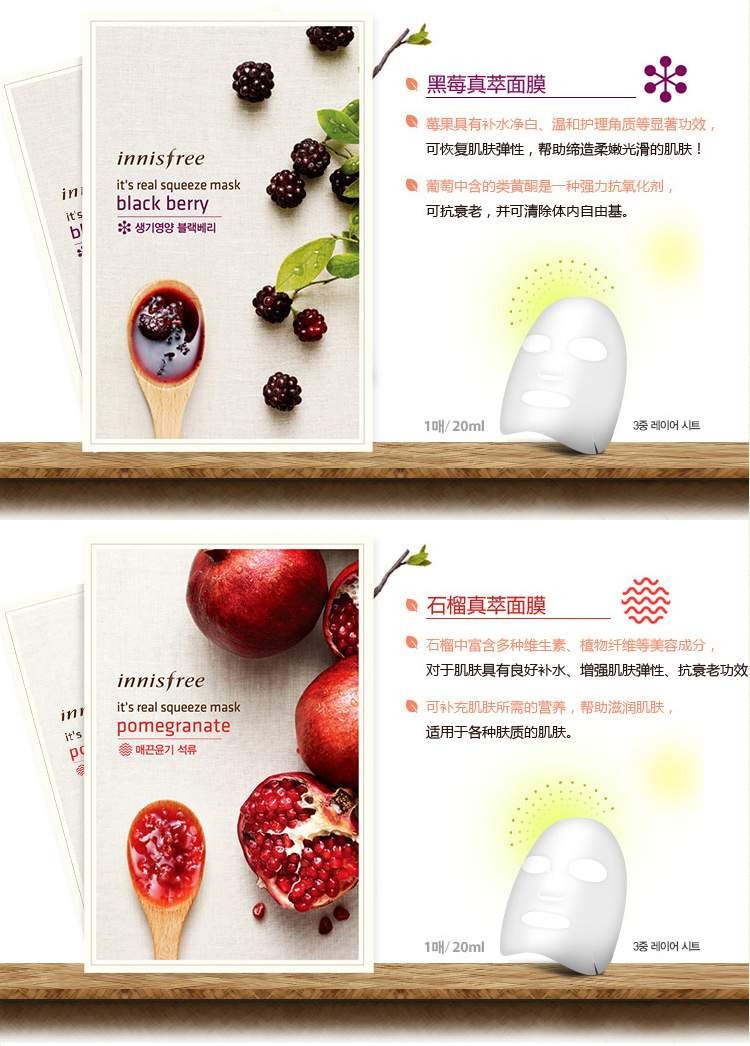 innisfree
it's real squeeze mask
black berry
생기영양 블랙베리
inn
it's
bl
黑莓真萃面膜
莓果具有补水净白、温和护理角质等显著功效，
可恢复肌肤弹性，帮助缔造柔嫩光滑的肌肤！
葡萄中含的类黄酮是一种强力抗氧化剂，
可抗衰老，并可清除体内自由基。
1매/ 20ml
3중 레이어 시트
innisfree
it's real squeeze mask
pomegranate
매끈윤기 석류
inn
it's
po
石榴真萃面膜
石榴中富含多种维生素、植物纤维等美容成分，
对于肌肤具有良好补水、增强肌肤弹性、抗衰老功效
可补充肌肤所需的营养，帮助滋润肌肤，
适用于各种肤质的肌肤。
1매/ 20ml
3중 레이어 시트